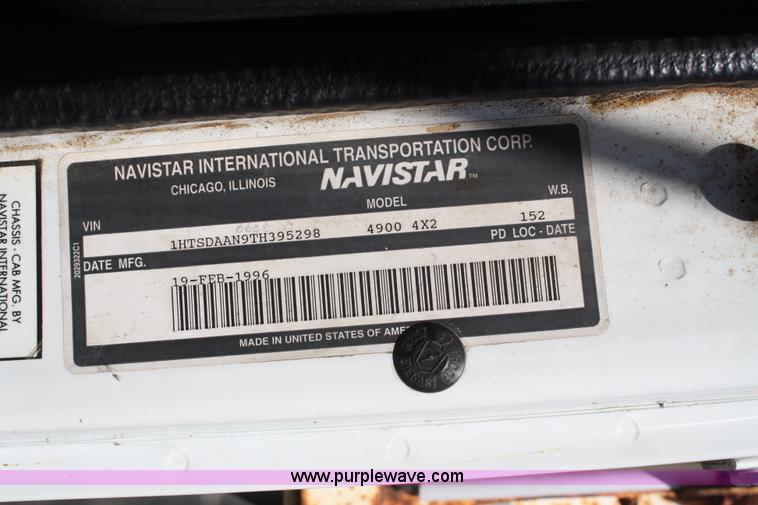 NAVISTAR INTERNATIONAL TRANSPORTATION CORP.
CHICAGO, ILLINOIS NAVISTAR TM
VIN MODEL W.B.
1HTSDAAN9TH395298 4900 4X2 152
DATE MFG. PD LOC - DATE
19-FEB-1996
MADE IN UNITED STATES OF
2029322C1
CHASSIS - CAB MFG. BY
NAVISTAR INTERNATIONAL
www.purplewave.com